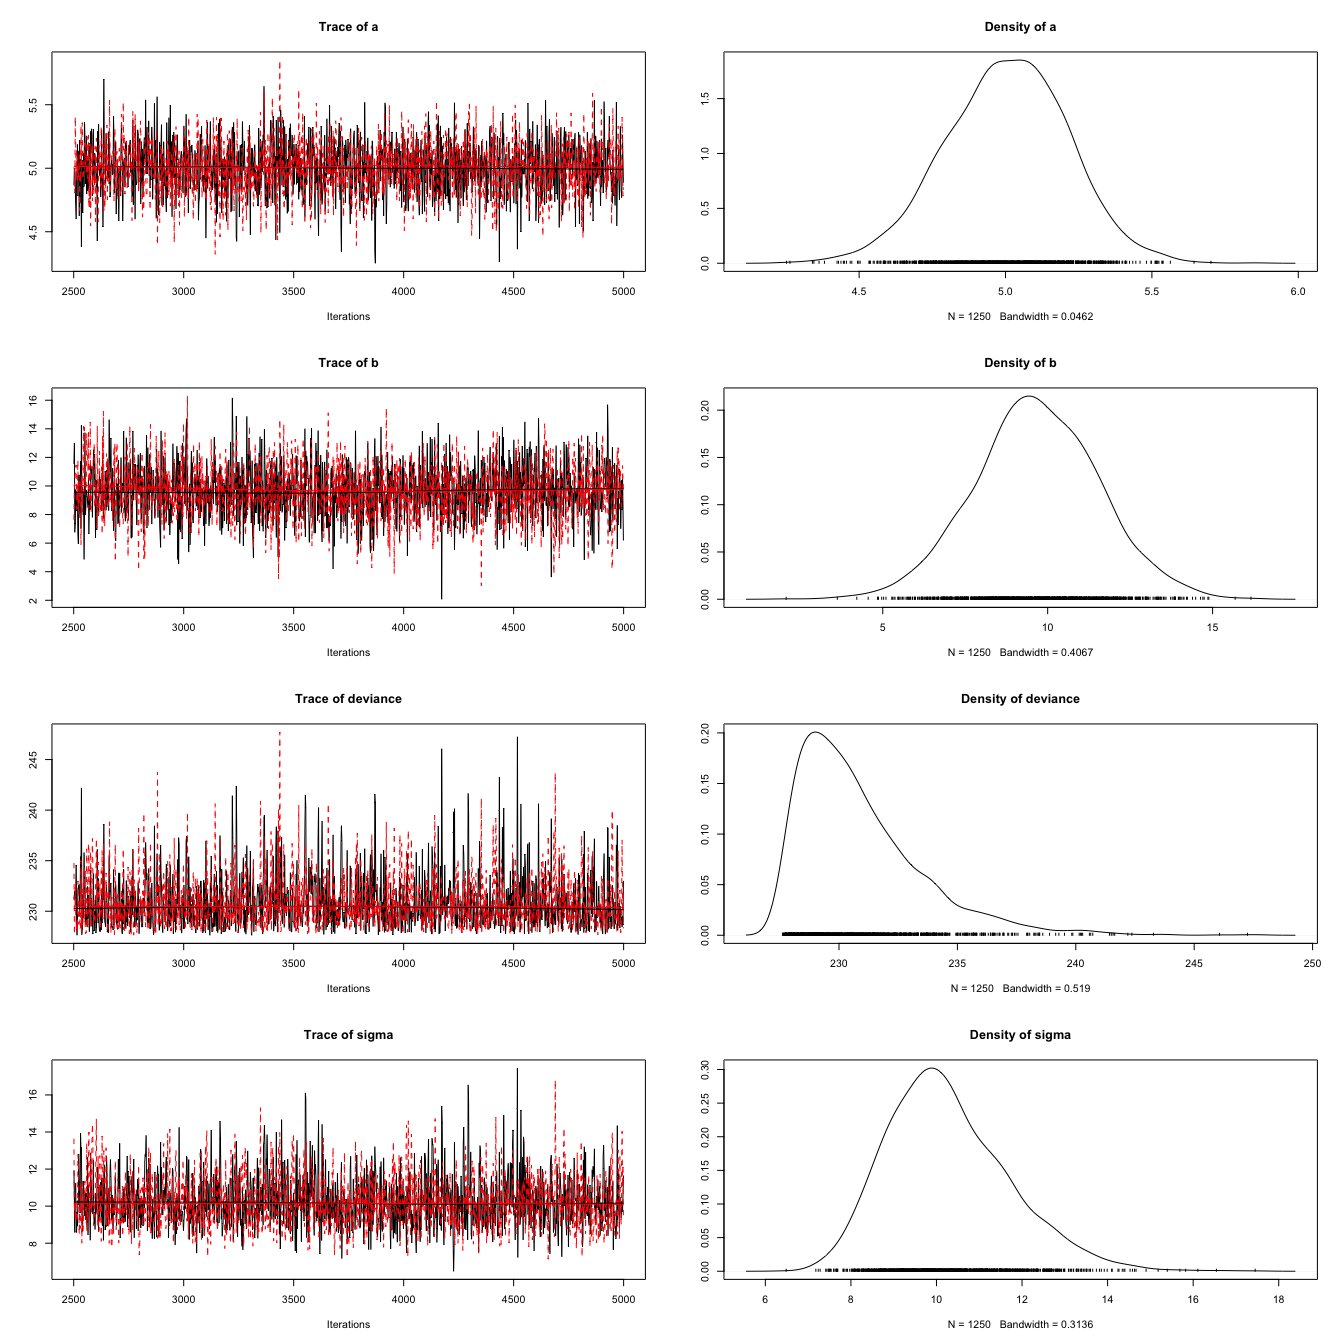 Trace of a
5.5
5.0
4.5
2500 3000 3500 4000 4500 5000
Iterations
Density of a
1.5
1.0
0.5
0.0
4.5 5.0 5.5 6.0
N = 1250 Bandwidth = 0.0462
Trace of b
16
14
12
10
8
6
4
2
2500 3000 3500 4000 4500 5000
Iterations
Density of b
0.20
0.15
0.10
0.05
0.00
5 10 15
N = 1250 Bandwidth = 0.4067
Trace of deviance
245
240
235
230
2500 3000 3500 4000 4500 5000
Iterations
Density of deviance
0.20
0.15
0.10
0.05
0.00
230 235 240 245 250
N = 1250 Bandwidth = 0.519
Trace of sigma
16
14
12
10
8
2500 3000 3500 4000 4500 5000
Iterations
Density of sigma
0.30
0.25
0.20
0.15
0.10
0.05
0.00
6 8 10 12 14 16 18
N = 1250 Bandwidth = 0.3136